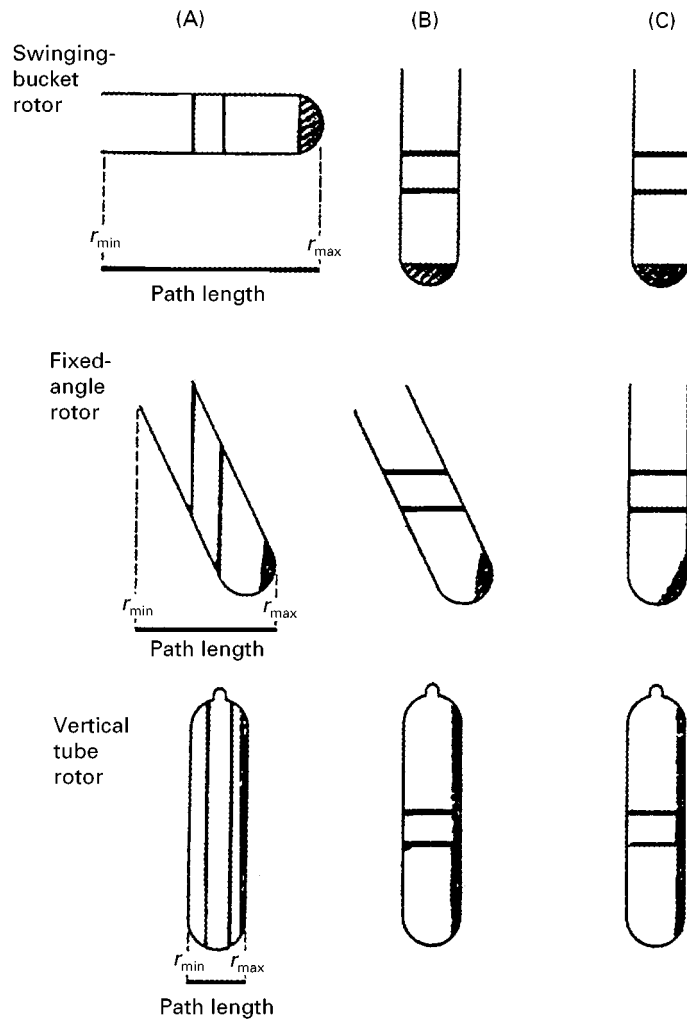 (A) (B) (C)
Swinging-
bucket
rotor
r_min r_max
Path length
Fixed-
angle
rotor
r_min r_max
Path length
Vertical
tube
rotor
r_min r_max
Path length